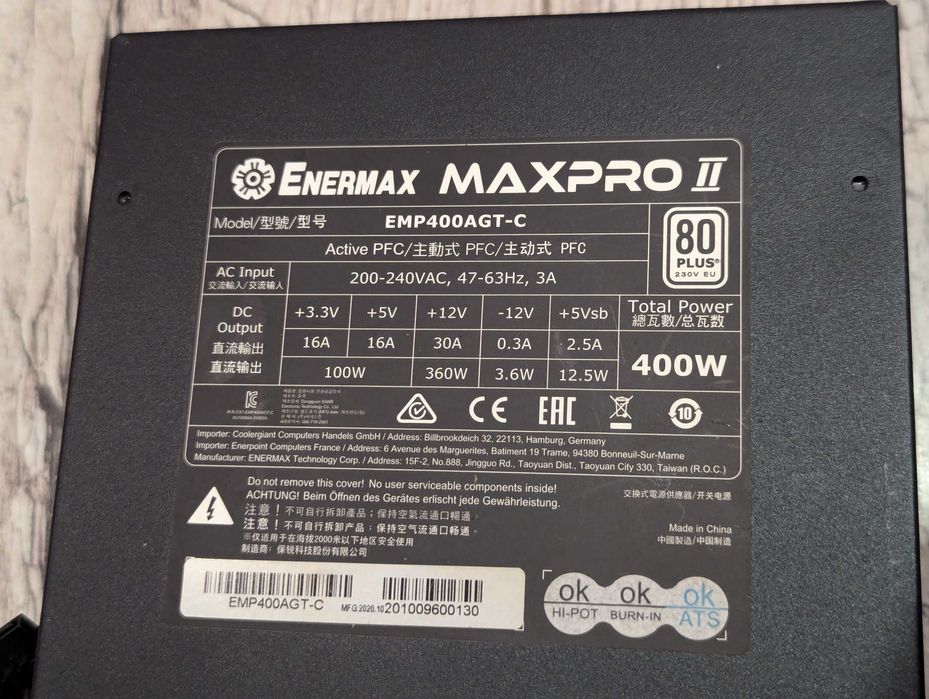 ENERMAX MAXPRO II
Model/型號/型号 EMP400AGT-C
Active PFC/主動式 PFC/主动式 PFC
80 PLUS® 230V EU
AC Input 交流輸入/交流输入 200-240VAC, 47-63Hz, 3A
DC Output 直流輸出 直流输出
+3.3V +5V +12V -12V +5Vsb
16A 16A 30A 0.3A 2.5A
100W 360W 3.6W 12.5W
Total Power 總瓦數/总瓦数
400W
CE EAC 10
Importer: Coolergiant Computers Handels GmbH / Address: Billbrookdeich 32, 22113, Hamburg, Germany
Importer: Enerpoint Computers France / Address: 6 Avenue des Marguerites, Batiment 19 Trame, 94380 Bonneuil-Sur-Marne
Manufacturer: ENERMAX Technology Corp. / Address: 15F-2, No.888, Jingguo Rd., Taoyuan Dist., Taoyuan City 330, Taiwan (R.O.C.)
Do not remove this cover! No user serviceable components inside!
ACHTUNG! Beim Öffnen des Gerätes erlischt jede Gewährleistung.
注意！不可自行拆卸產品；保持空氣流通口暢通。
注意！不可自行拆卸产品；保持空气流通口畅通。
※仅适用于在海拔2000米以下地区安全使用
制造商：保锐科技股份有限公司
交換式電源供應器/开关电源
Made in China
中國製造/中国制造
EMP400AGT-C MFG:2020.10 201009600130
ok HI-POT
ok BURN-IN
ok ATS